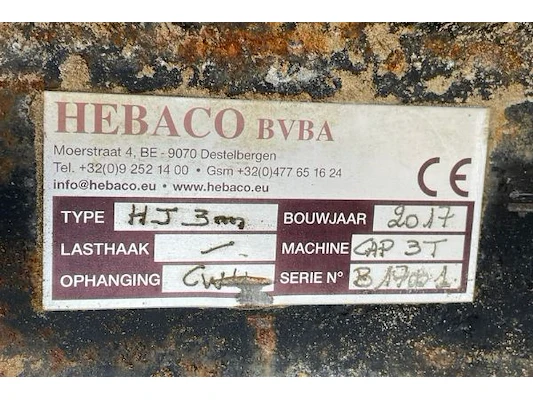 HEBACO BVBA
Moerstraat 4, BE - 9070 Destelbergen
Tel. +32(0)9 252 14 00 • Gsm +32(0)477 65 16 24
info@hebaco.eu • www.hebaco.eu
CE
TYPE HJ 3 BOUWJAAR 2017
LASTHAAK / MACHINE CAP 3T
OPHANGING SERIE N°